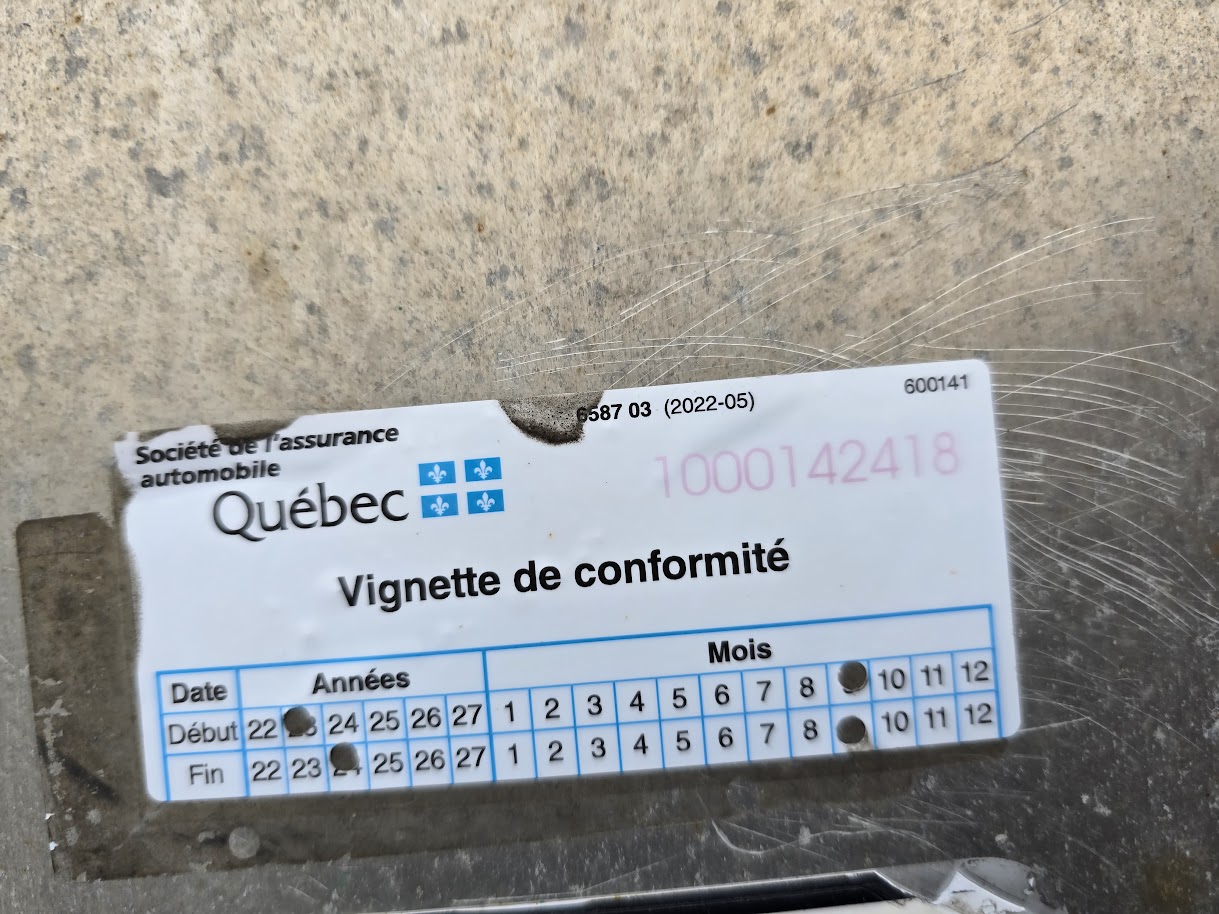 6587 03 (2022-05)
600141
Société de l'assurance
automobile
Québec
1000142418
Vignette de conformité
Date Années Mois
Début 22 24 25 26 27 1 2 3 4 5 6 7 8 10 11 12
Fin 22 23 25 26 27 1 2 3 4 5 6 7 8 10 11 12